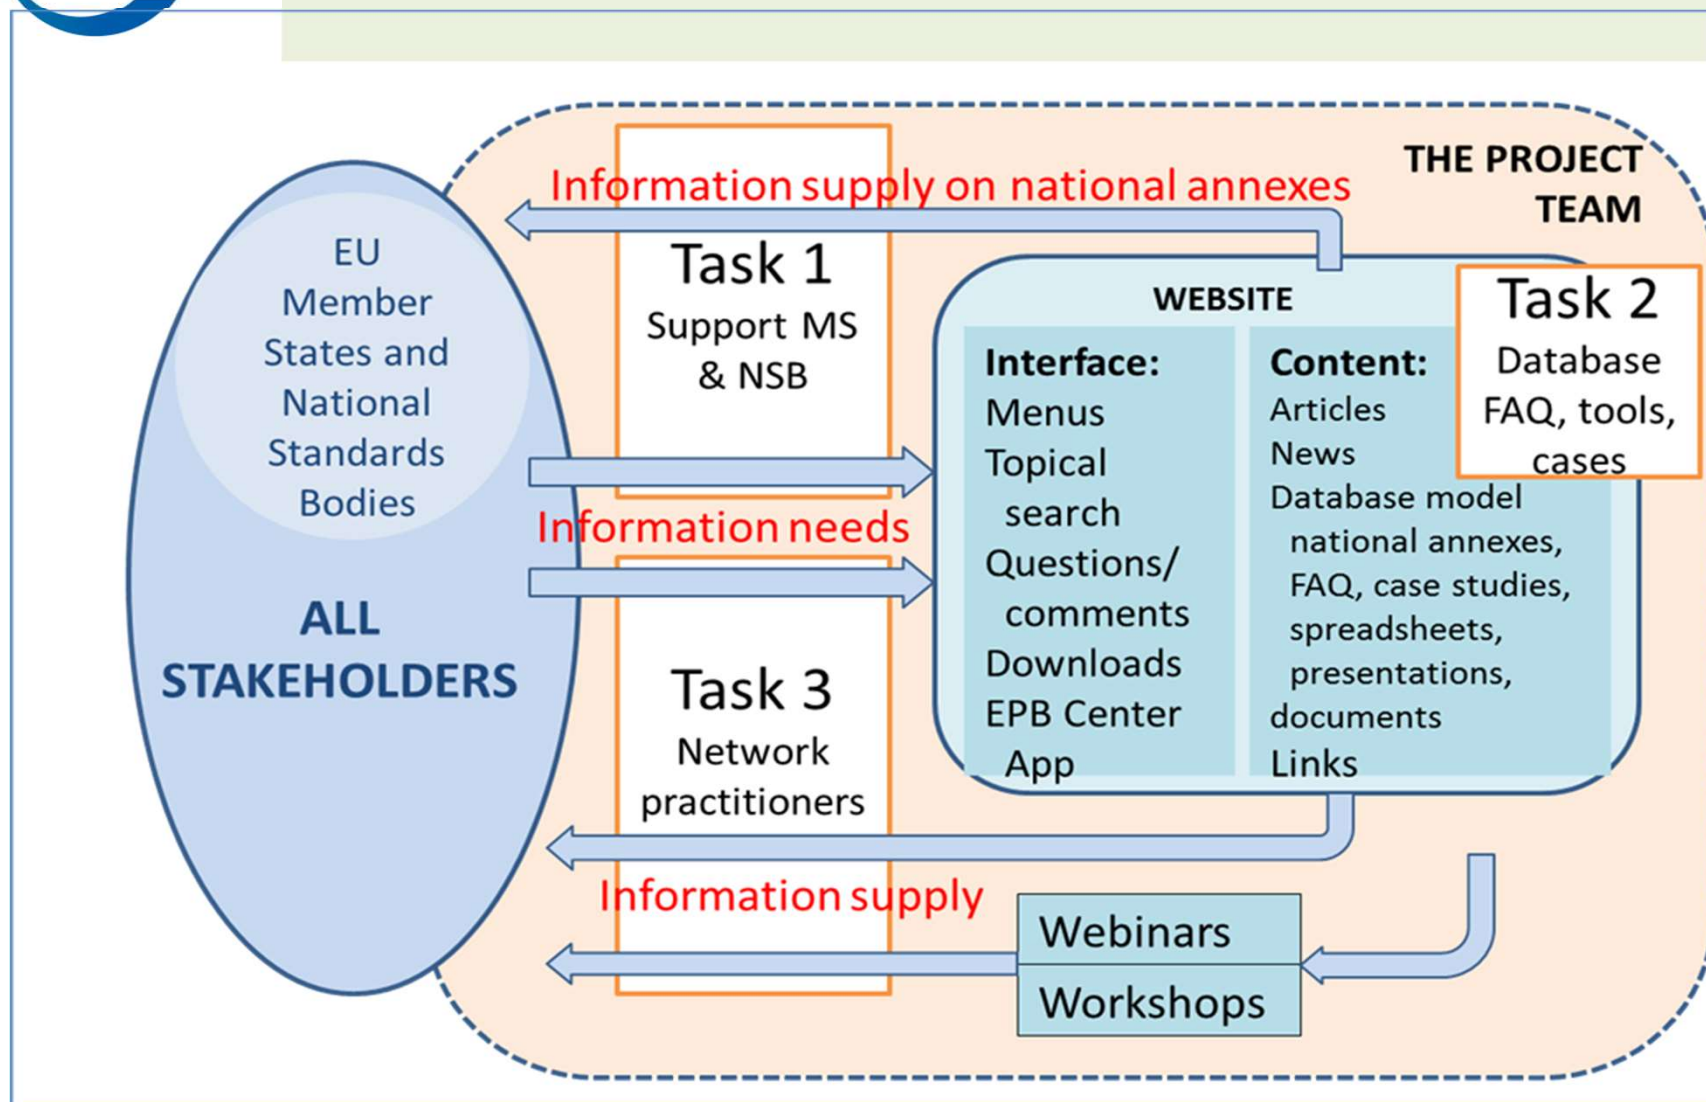 THE PROJECT
TEAM
Information supply on national annexes
EU
Member
States and
National
Standards
Bodies
ALL
STAKEHOLDERS
Task 1
Support MS
& NSB
Information needs
Task 3
Network
practitioners
Information supply
WEBSITE
Interface:
Menus
Topical
search
Questions/
comments
Downloads
EPB Center
App
Content:
Articles
News
Database model
national annexes,
FAQ, case studies,
spreadsheets,
presentations,
documents
Links
Task 2
Database
FAQ, tools,
cases
Webinars
Workshops